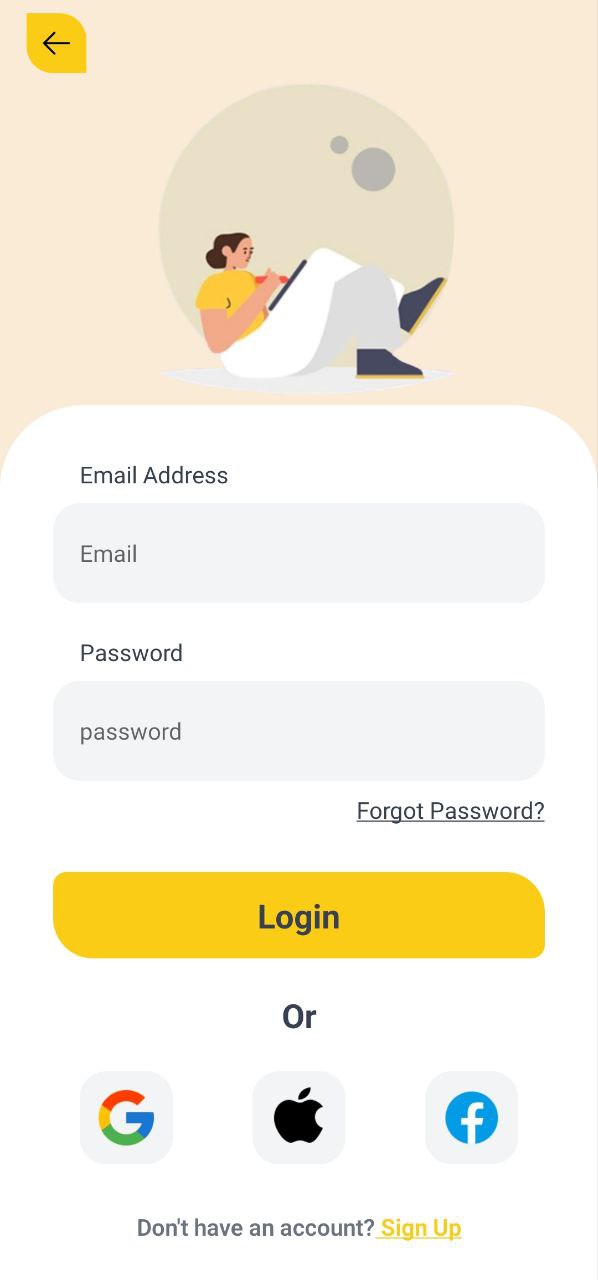 Email Address
Email
Password
password
Forgot Password?
Login
Or
Don't have an account? Sign Up